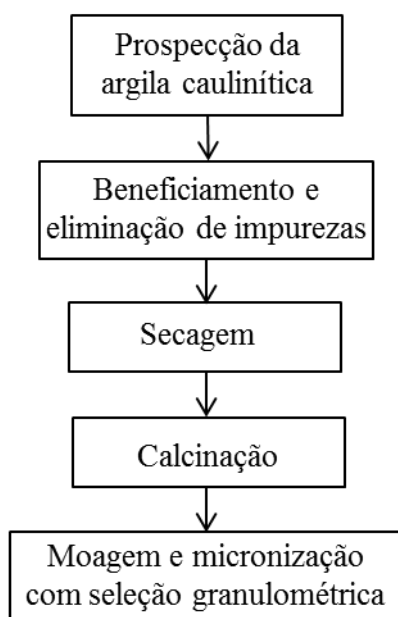 Prospecção da
argila caulinítica
Beneficiamento e
eliminação de impurezas
Secagem
Calcinação
Moagem e micronização
com seleção granulométrica